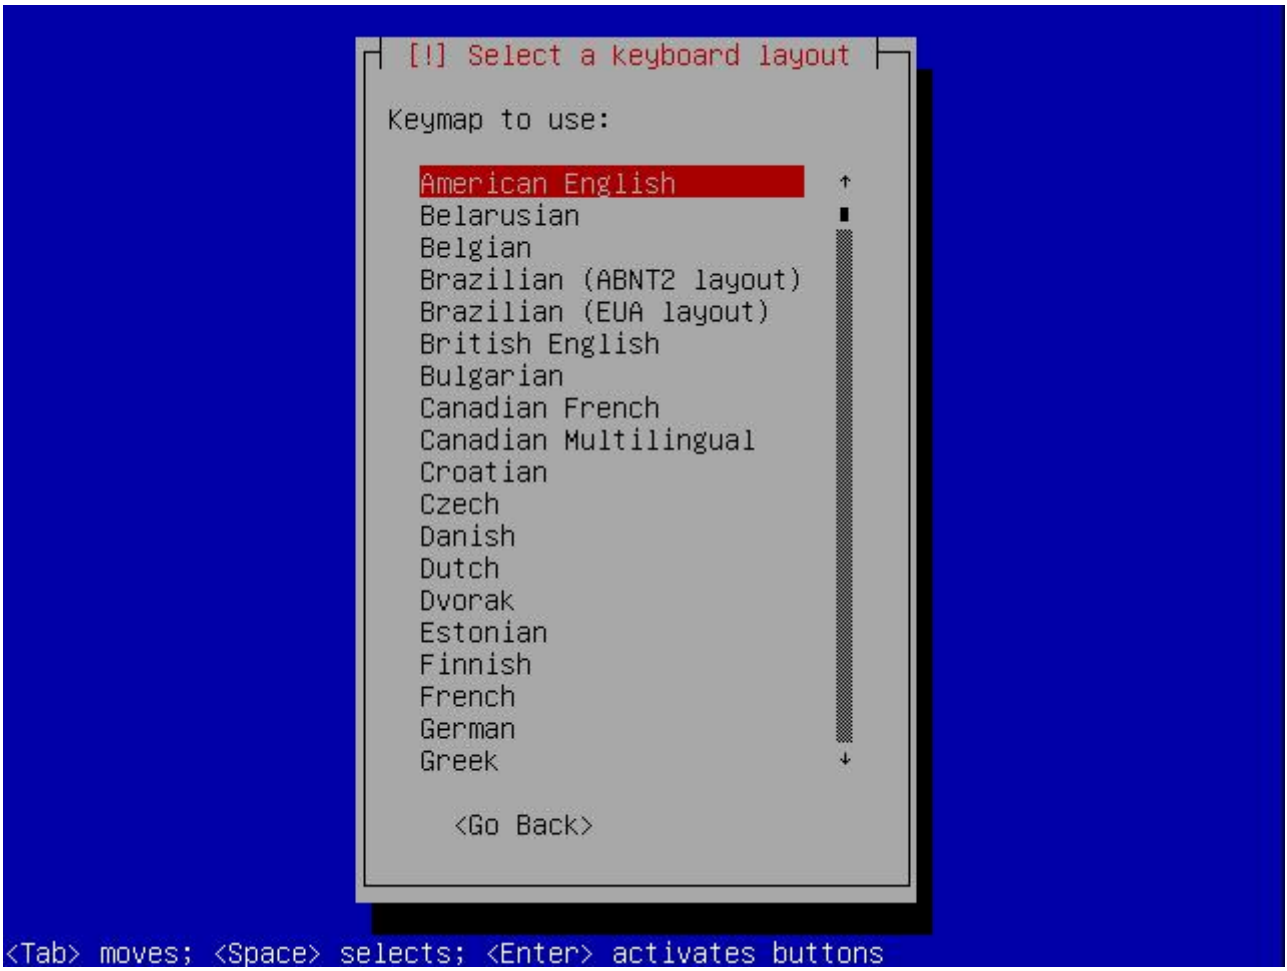 [!] Select a keyboard layout
Keymap to use:
American English
Belarusian
Belgian
Brazilian (ABNT2 layout)
Brazilian (EUA layout)
British English
Bulgarian
Canadian French
Canadian Multilingual
Croatian
Czech
Danish
Dutch
Dvorak
Estonian
Finnish
French
German
Greek
<Go Back>
<Tab> moves; <Space> selects; <Enter> activates buttons